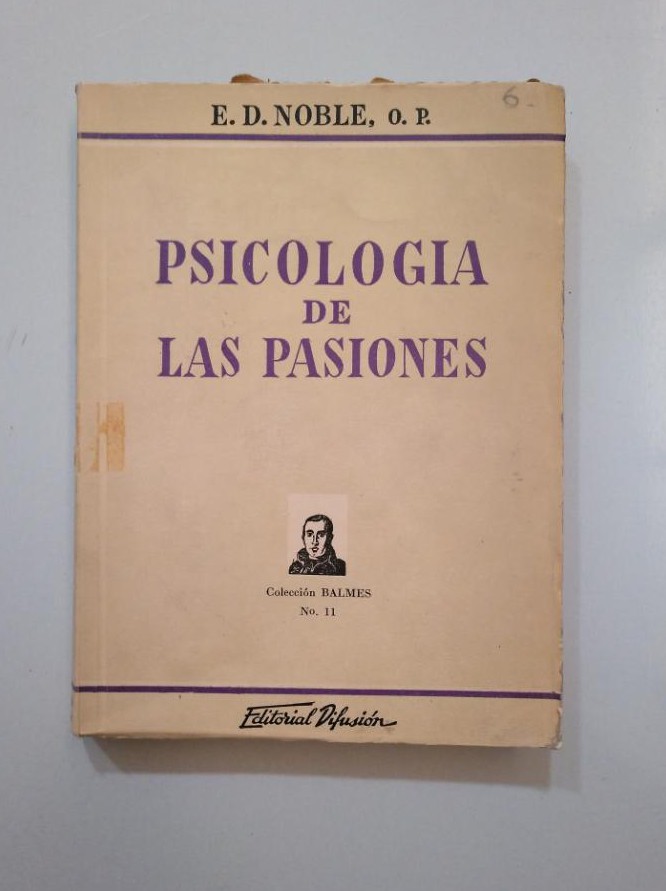 E. D. NOBLE, O. P.
6-
PSICOLOGIA
DE
LAS PASIONES
Colección BALMES
No. 11
Editorial Difusión